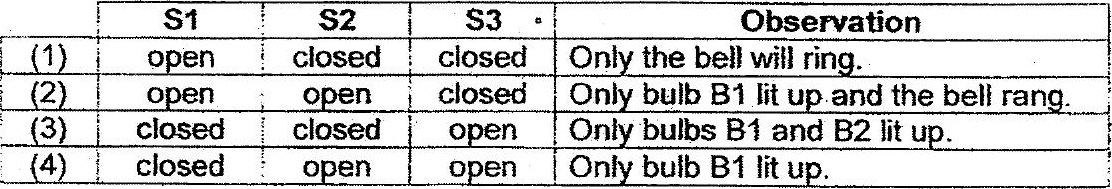 S1 S2 S3 Observation
(1) open closed closed Only the bell will ring.
(2) open open closed Only bulb B1 lit up and the bell rang.
(3) closed closed open Only bulbs B1 and B2 lit up.
(4) closed open open Only bulb B1 lit up.